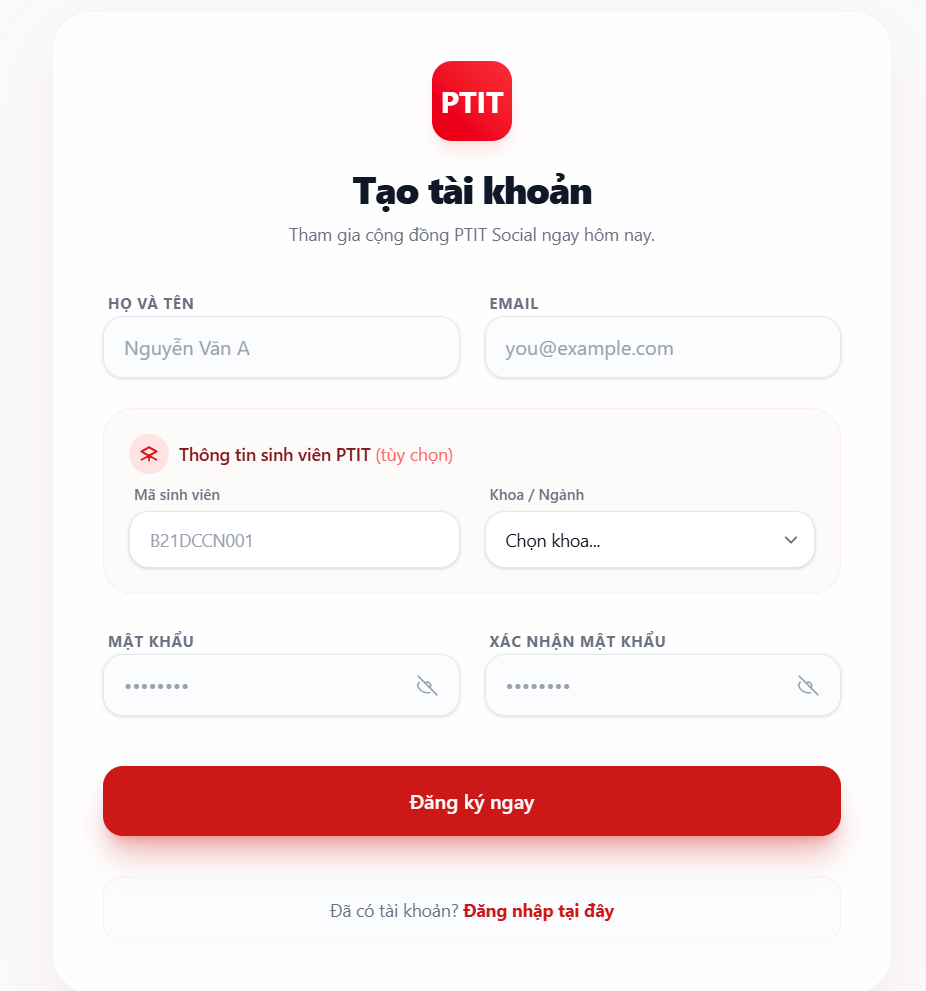 PTIT
Tạo tài khoản
Tham gia cộng đồng PTIT Social ngay hôm nay.
HỌ VÀ TÊN
Nguyễn Văn A
EMAIL
you@example.com
Thông tin sinh viên PTIT (tùy chọn)
Mã sinh viên
B21DCCN001
Khoa / Ngành
Chọn khoa...
MẬT KHẨU
••••••••
XÁC NHẬN MẬT KHẨU
••••••••
Đăng ký ngay
Đã có tài khoản? Đăng nhập tại đây